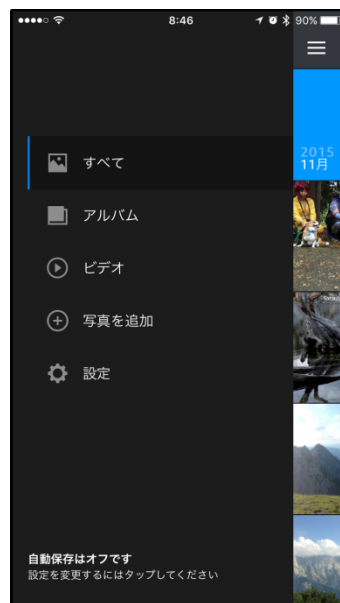 8:46
90%
2015
11月
すべて
アルバム
ビデオ
写真を追加
設定
自動保存はオフです
設定を変更するにはタップしてください